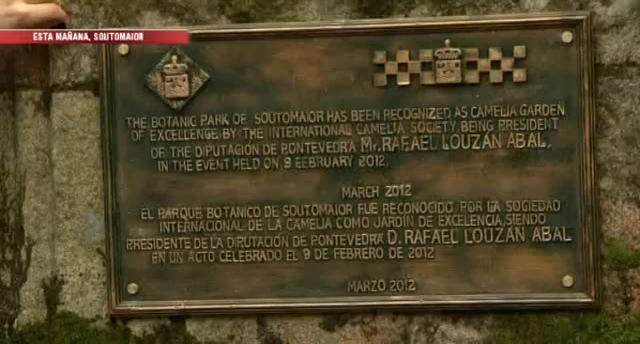 ESTA MAÑANA, SOUTOMAIOR
THE BOTANIC PARK OF SOUTOMAIOR HAS BEEN RECOGNIZED AS CAMELIA GARDEN
OF EXCELLENCE BY THE INTERNATIONAL CAMELIA SOCIETY BEING PRESIDENT
OF THE DIPUTACIÓN DE PONTEVEDRA Mr. RAFAEL LOUZÁN ABAL,
IN THE EVENT HELD ON 9 FEBRUARY 2012,
MARCH 2012
EL PARQUE BOTANICO DE SOUTOMAIOR FUE RECONOCIDO POR LA SOCIEDAD
INTERNACIONAL DE LA CAMELIA COMO JARDÍN DE EXCELENCIA, SIENDO
PRESIDENTE DE LA DIPUTACIÓN DE PONTEVEDRA D. RAFAEL LOUZÁN ABAL
EN UN ACTO CELEBRADO EL 9 DE FEBRERO DE 2012
MARZO 2012